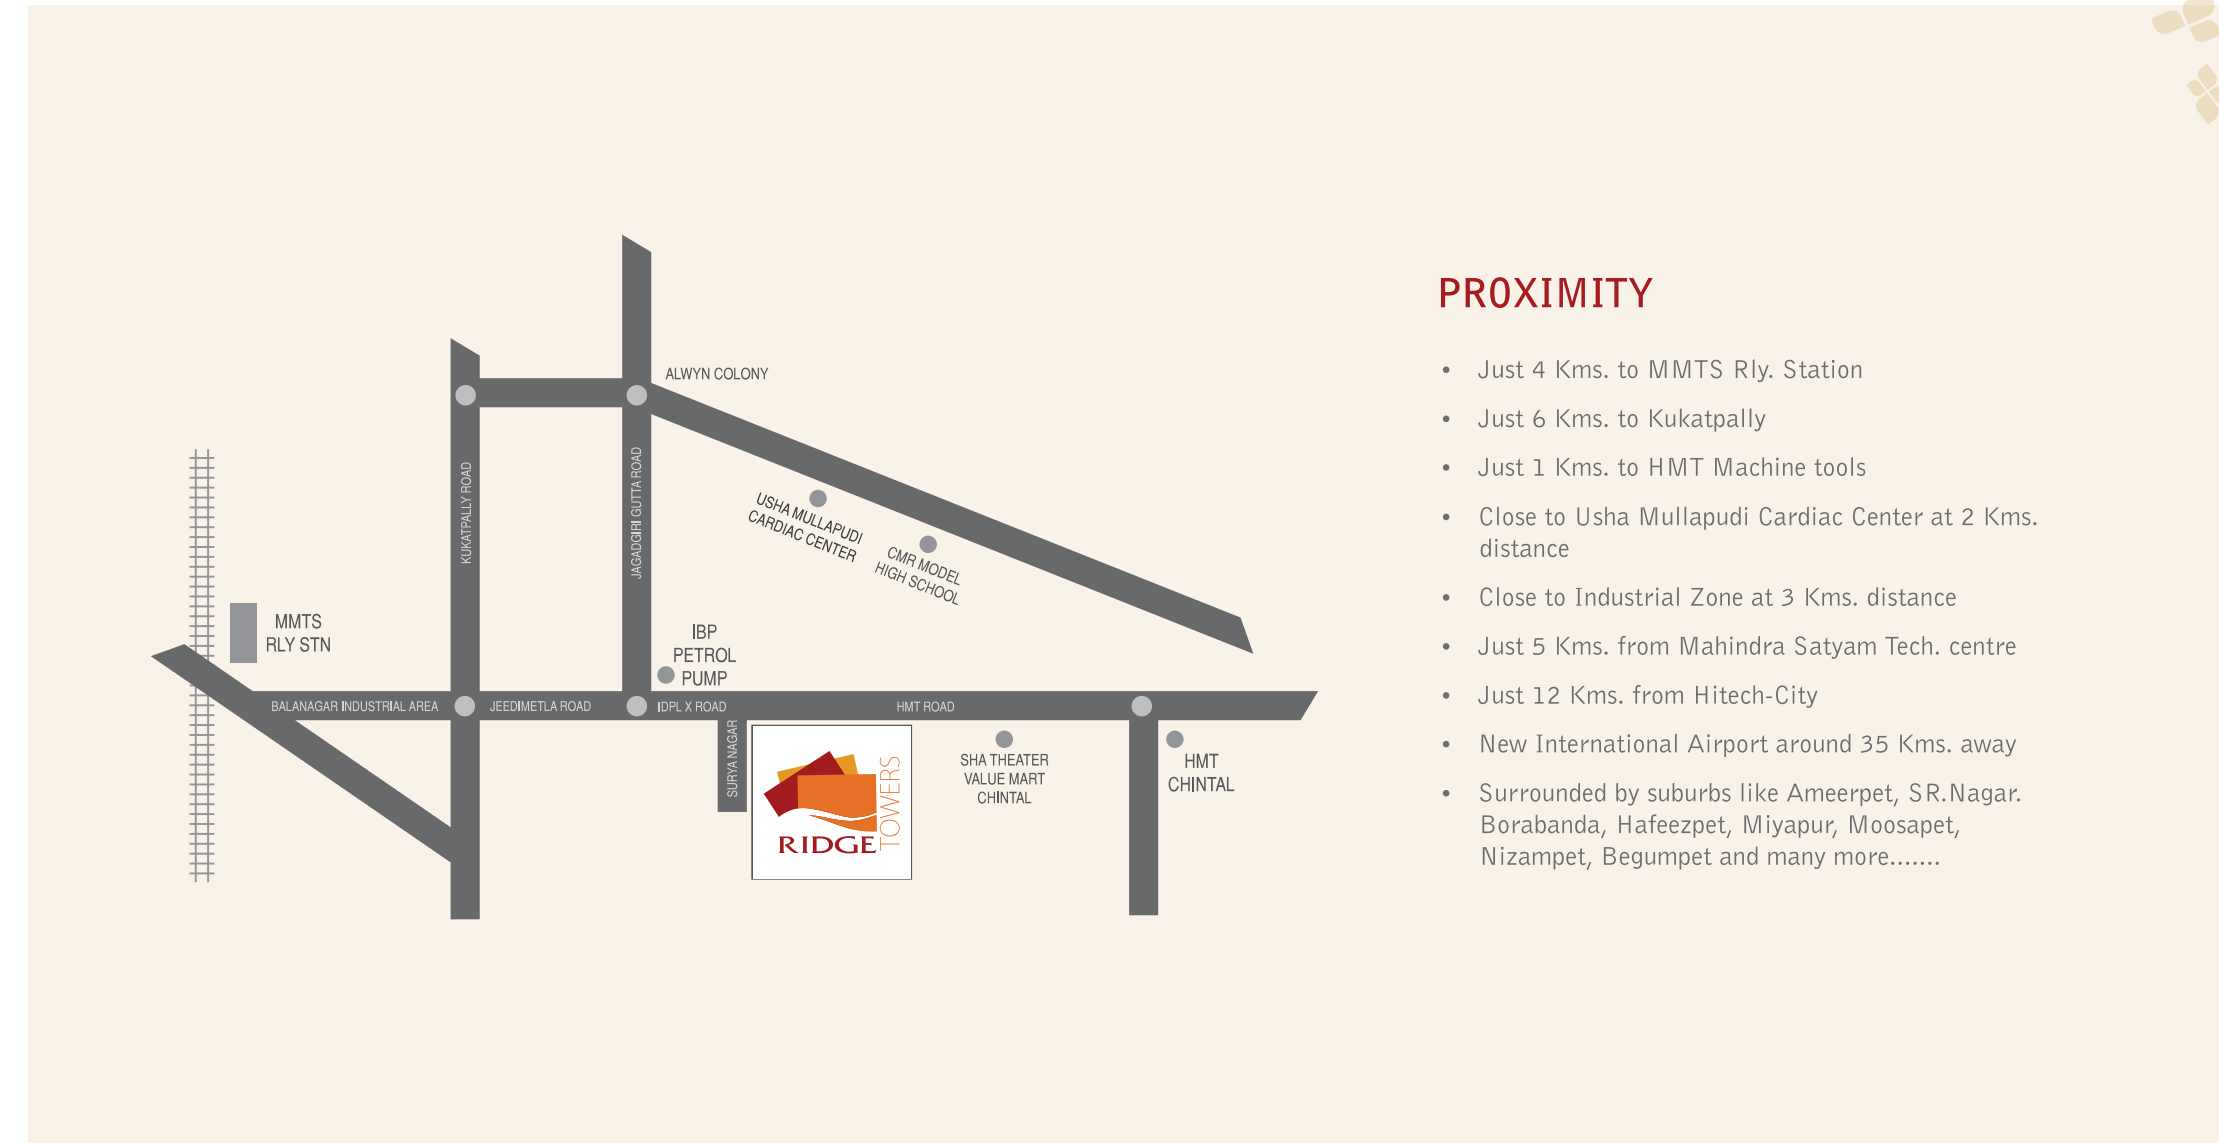 ALWYN COLONY
KUKATPALLY ROAD
JAGADGIRI GUTTA ROAD
USHA MULLAPUDI
CARDIAC CENTER
CMR MODEL
HIGH SCHOOL
MMTS
RLY STN
IBP
PETROL
PUMP
BALANAGAR INDUSTRIAL AREA
JEEDIMETLA ROAD
IDPL X ROAD
HMT ROAD
SURYA NAGAR
RIDGE
TOWERS
SHA THEATER
VALUE MART
CHINTAL
HMT
CHINTAL
PROXIMITY
• Just 4 Kms. to MMTS Rly. Station
• Just 6 Kms. to Kukatpally
• Just 1 Kms. to HMT Machine tools
• Close to Usha Mullapudi Cardiac Center at 2 Kms.
distance
• Close to Industrial Zone at 3 Kms. distance
• Just 5 Kms. from Mahindra Satyam Tech. centre
• Just 12 Kms. from Hitech-City
• New International Airport around 35 Kms. away
• Surrounded by suburbs like Ameerpet, SR.Nagar.
Borabanda, Hafeezpet, Miyapur, Moosapet,
Nizampet, Begumpet and many more.......